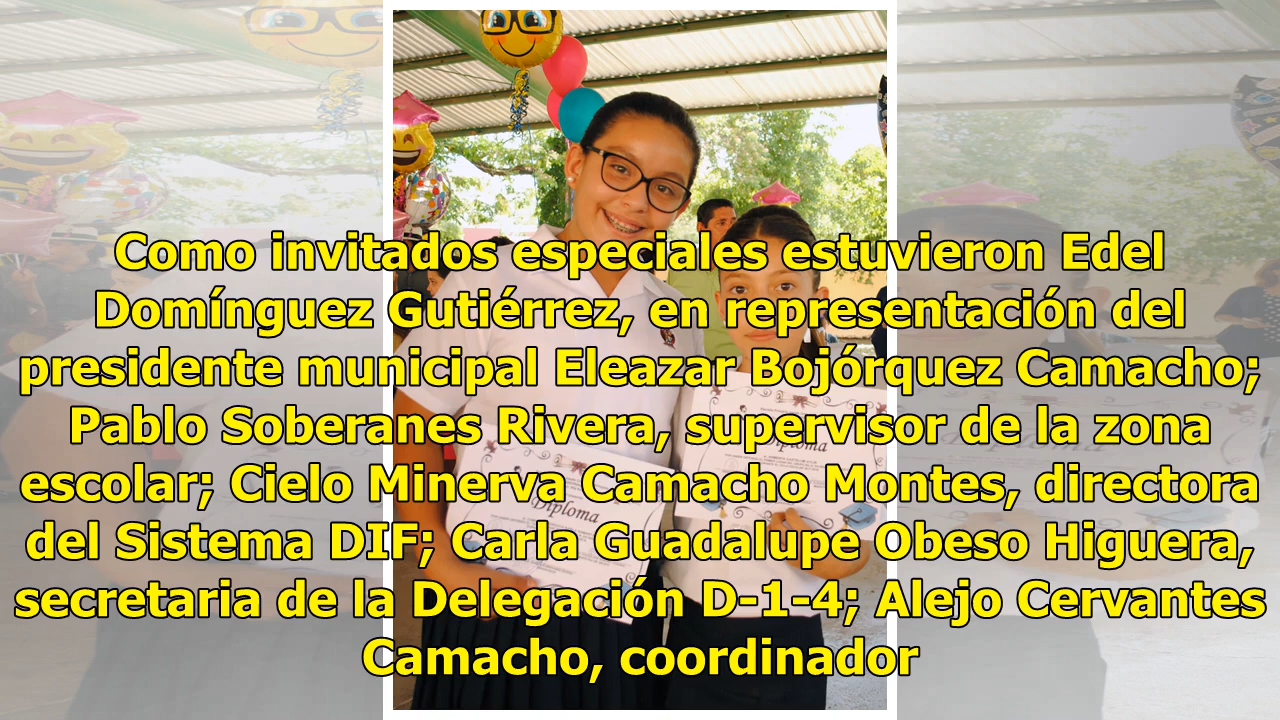 Como invitados especiales estuvieron Edel
Domínguez Gutiérrez, en representación del
presidente municipal Eleazar Bojórquez Camacho;
Pablo Soberanes Rivera, supervisor de la zona
escolar; Cielo Minerva Camacho Montes, directora
del Sistema DIF; Carla Guadalupe Obeso Higuera,
secretaria de la Delegación D-1-4; Alejo Cervantes
Camacho, coordinador
Diploma
Diploma